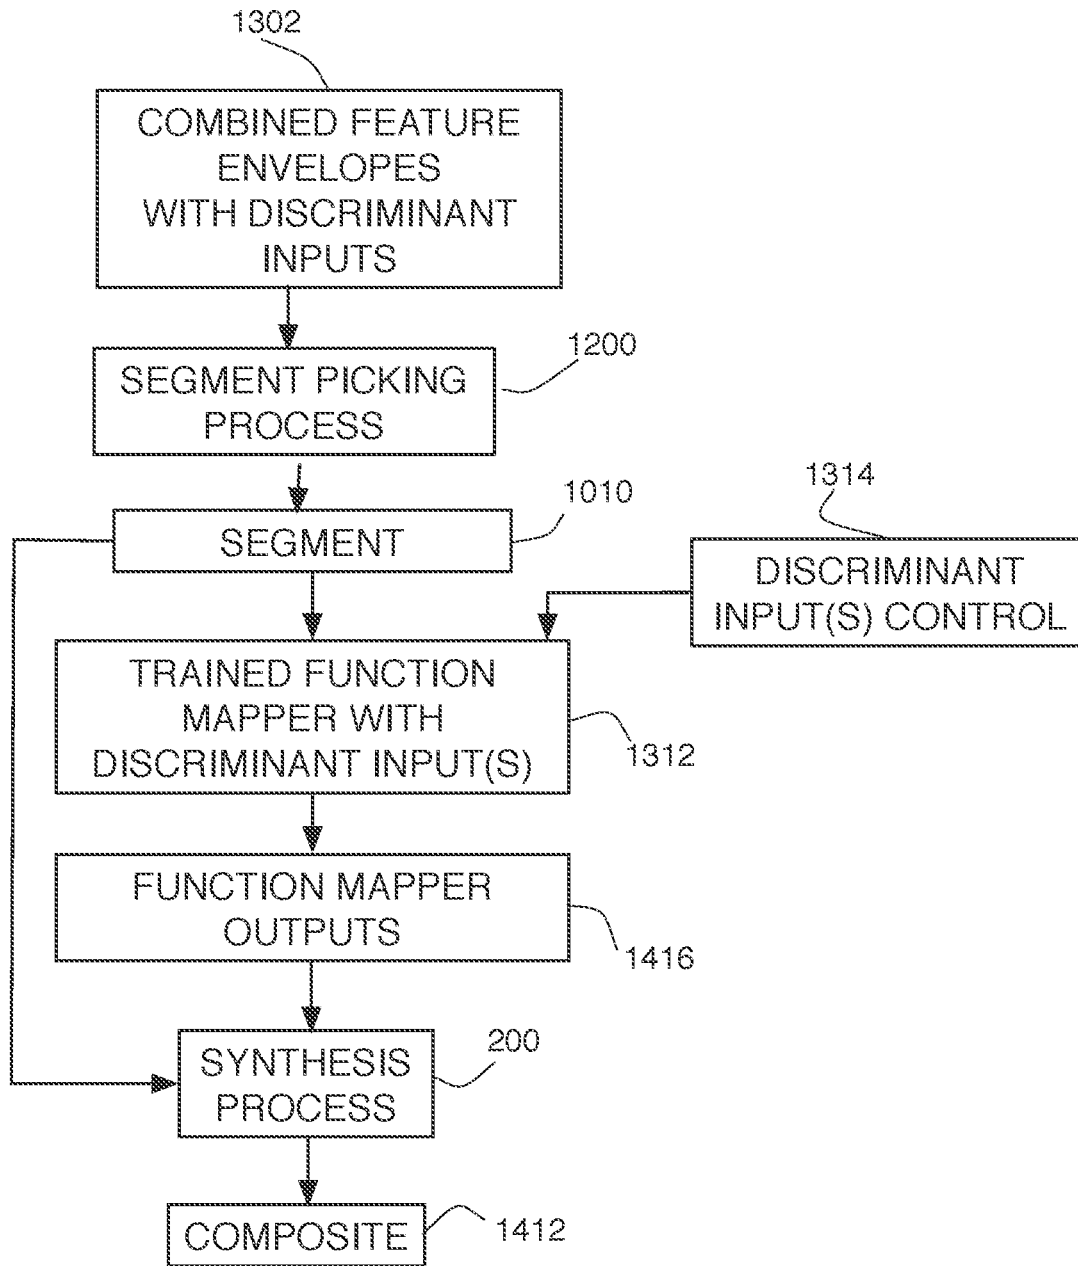 1302
COMBINED FEATURE
ENVELOPES
WITH DISCRIMINANT
INPUTS
1200
SEGMENT PICKING
PROCESS
1010
SEGMENT
1314
DISCRIMINANT
INPUT(S) CONTROL
TRAINED FUNCTION
MAPPER WITH
DISCRIMINANT INPUT(S)
1312
FUNCTION MAPPER
OUTPUTS
1416
200
SYNTHESIS
PROCESS
COMPOSITE
1412